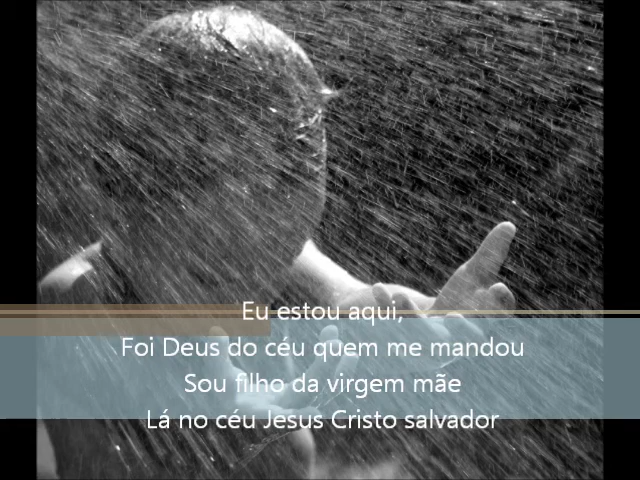 Eu estou aqui,
Foi Deus do céu quem me mandou
Sou filho da virgem mãe
Lá no céu Jesus Cristo salvador